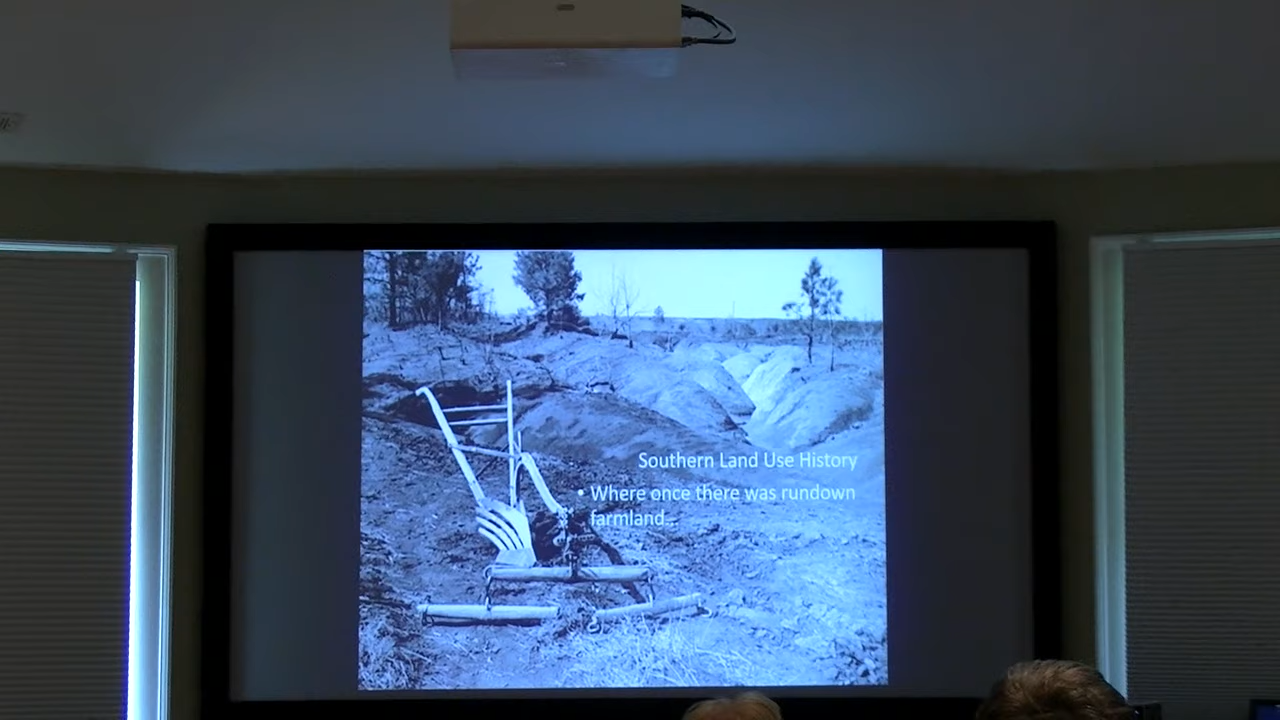 Southern Land Use History
• Where once there was rundown
farmland...